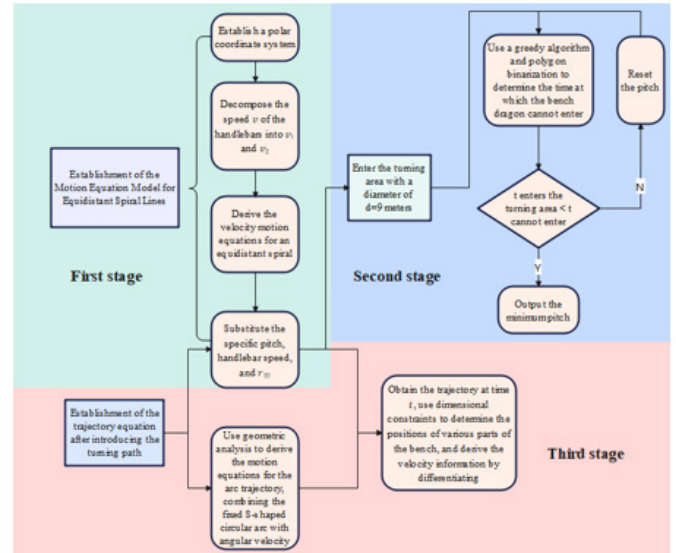 Establish a polar
coordinate system
Decompose the
speed v of the
handlebars into v₁
and v₂
Establishment of the
Motion Equation Model for
Equidistant Spiral Lines
Derive the
velocity motion
equations for an
equidistant spiral
First stage
Substitute the
specific pitch,
handlebar speed,
and
Use a greedy algorithm
and polygon
binarization to
determine the time at
which the bench
dragon cannot enter
Reset
the pitch
Enter the turning
area with a
diameter of
d=9 meters
t enters the
turning area < t
cannot enter
N
Y
Second stage
Output the
minimum pitch
Establishment of the
trajectory equation
after introducing the
turning path
Use geometric
analysis to derive
the motion
equations for the
arc trajectory,
combining the
fixed S-shaped
circular arc with
angular velocity
Obtain the trajectory at time
t, use dimensional
constraints to determine the
positions of various parts of
the bench, and derive the
velocity information by
differentiating
Third stage